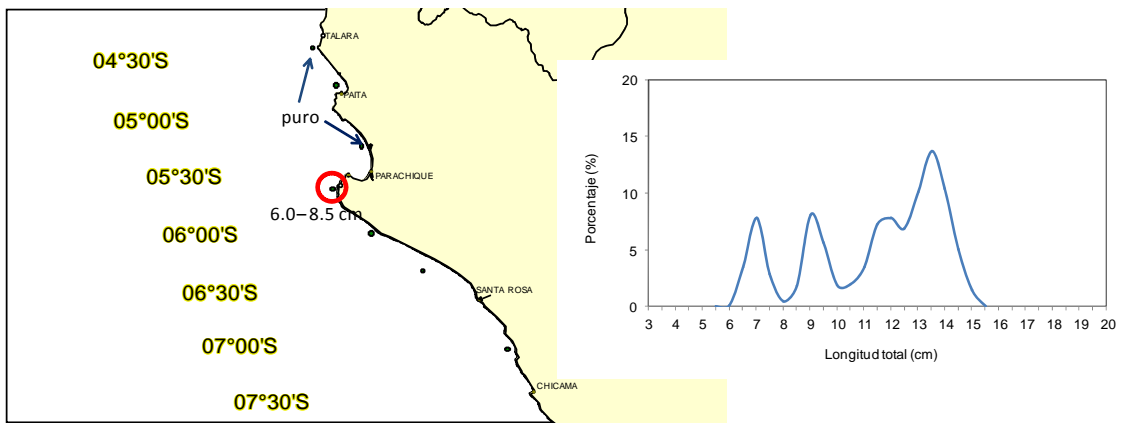 TALARA
04°30'S
PAITA
puro
05°00'S
PARACHIQUE
05°30'S
6.0–8.5 cm
06°00'S
06°30'S
SANTA ROSA
07°00'S
CHICAMA
07°30'S
20
15
10
5
0
Porcentaje (%)
3 4 5 6 7 8 9 10 11 12 13 14 15 16 17 18 19 20
Longitud total (cm)